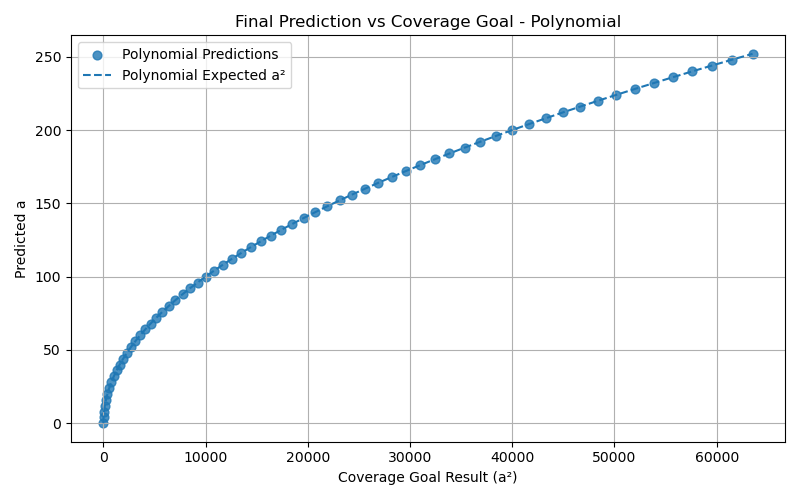 Final Prediction vs Coverage Goal - Polynomial
Polynomial Predictions
Polynomial Expected a²
Predicted a
250
200
150
100
50
0
0 10000 20000 30000 40000 50000 60000
Coverage Goal Result (a²)